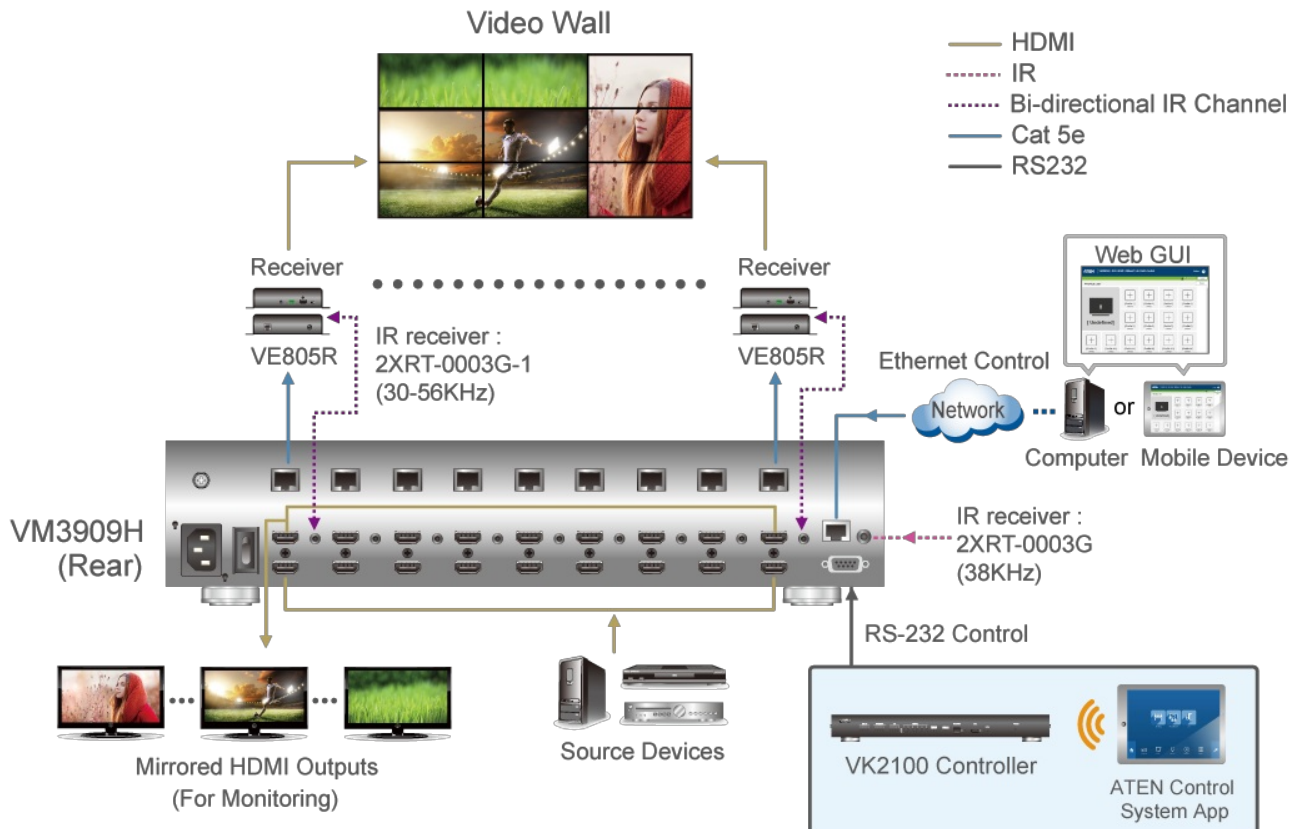 Video Wall
HDMI
IR
Bi-directional IR Channel
Cat 5e
RS232
Receiver
VE805R
IR receiver :
2XRT-0003G-1
(30-56KHz)
Receiver
VE805R
Web GUI
Ethernet Control
Network
or
Computer
Mobile Device
VM3909H
(Rear)
IR receiver :
2XRT-0003G
(38KHz)
RS-232 Control
Mirrored HDMI Outputs
(For Monitoring)
Source Devices
VK2100 Controller
ATEN Control
System App